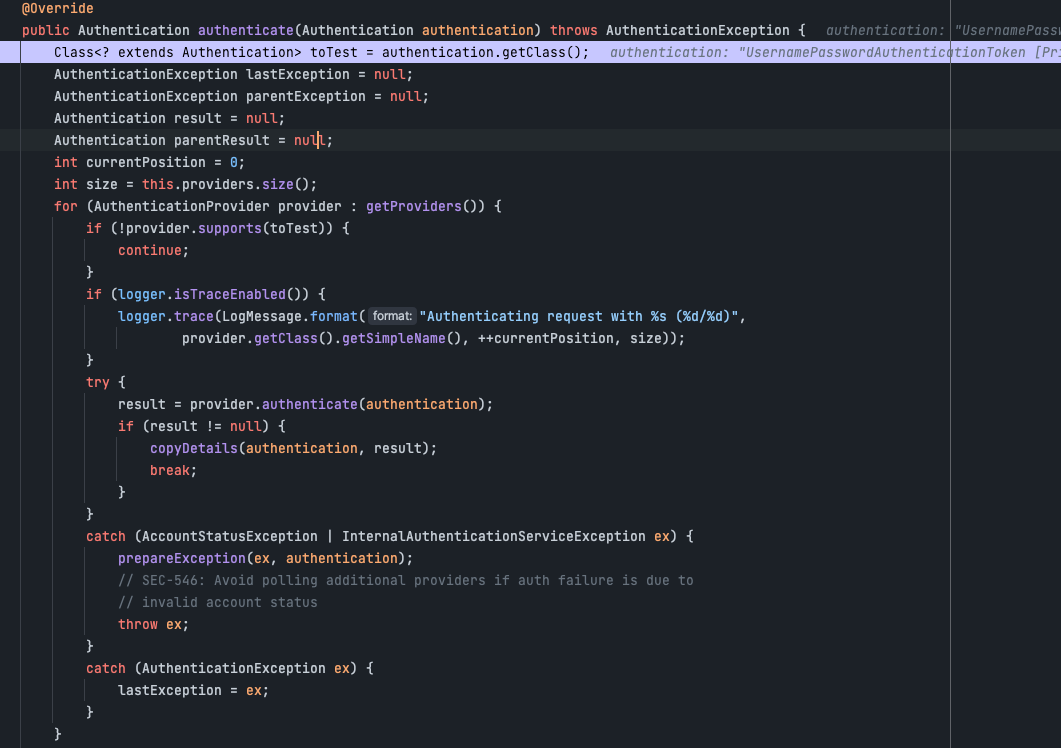 @Override
public Authentication authenticate(Authentication authentication) throws AuthenticationException {   authentication: "UsernamePassw
Class<? extends Authentication> toTest = authentication.getClass();   authentication: "UsernamePasswordAuthenticationToken [Pri
AuthenticationException lastException = null;
AuthenticationException parentException = null;
Authentication result = null;
Authentication parentResult = null;
int currentPosition = 0;
int size = this.providers.size();
for (AuthenticationProvider provider : getProviders()) {
if (!provider.supports(toTest)) {
continue;
}
if (logger.isTraceEnabled()) {
logger.trace(LogMessage.format( format: "Authenticating request with %s (%d/%d)",
provider.getClass().getSimpleName(), ++currentPosition, size));
}
try {
result = provider.authenticate(authentication);
if (result != null) {
copyDetails(authentication, result);
break;
}
}
catch (AccountStatusException | InternalAuthenticationServiceException ex) {
prepareException(ex, authentication);
// SEC-546: Avoid polling additional providers if auth failure is due to
// invalid account status
throw ex;
}
catch (AuthenticationException ex) {
lastException = ex;
}
}